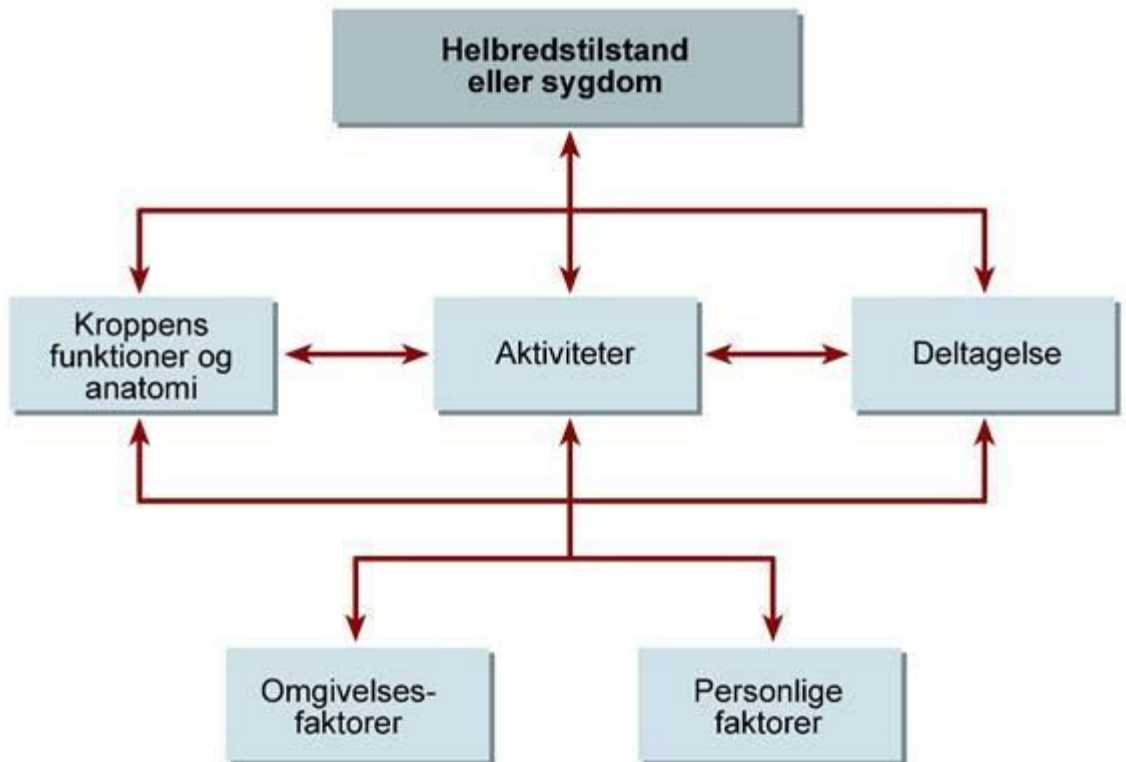 Helbredstilstand
eller sygdom
Kroppens
funktioner og
anatomi
Aktiviteter
Deltagelse
Omgivelses-
faktorer
Personlige
faktorer